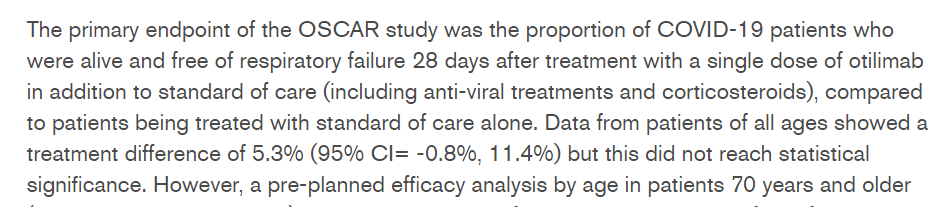 The primary endpoint of the OSCAR study was the proportion of COVID-19 patients who
were alive and free of respiratory failure 28 days after treatment with a single dose of otilimab
in addition to standard of care (including anti-viral treatments and corticosteroids), compared
to patients being treated with standard of care alone. Data from patients of all ages showed a
treatment difference of 5.3% (95% CI= -0.8%, 11.4%) but this did not reach statistical
significance. However, a pre-planned efficacy analysis by age in patients 70 years and older